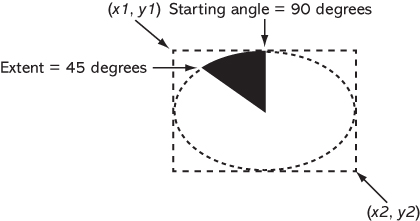 (x1, y1) Starting angle = 90 degrees
Extent = 45 degrees
(x2, y2)